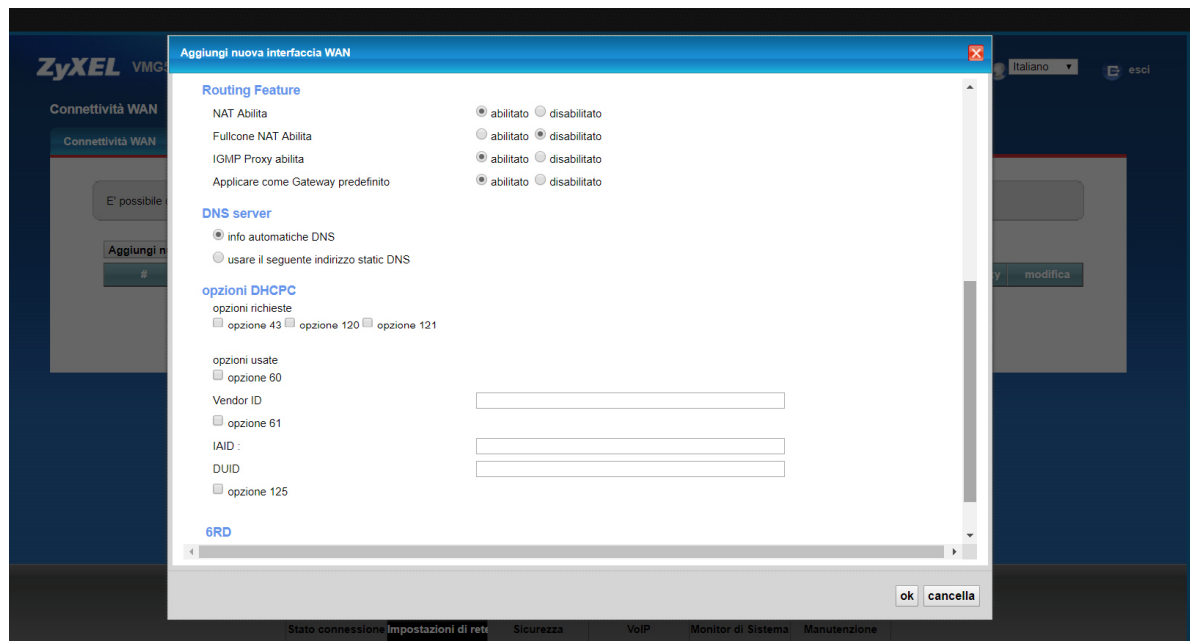 Aggiungi nuova interfaccia WAN
ZyXEL VMG
Italiano
esci
Connettività WAN
Connettività WAN
E' possibile
Aggiungi n
#
y
modifica
Routing Feature
NAT Abilita abilitato disabilitato
Fullcone NAT Abilita abilitato disabilitato
IGMP Proxy abilita abilitato disabilitato
Applicare come Gateway predefinito abilitato disabilitato
DNS server
info automatiche DNS
usare il seguente indirizzo static DNS
opzioni DHCPC
opzioni richieste
opzione 43 opzione 120 opzione 121
opzioni usate
opzione 60
Vendor ID
opzione 61
IAID :
DUID
opzione 125
6RD
ok cancella
Stato connessione Impostazioni di rete Sicurezza VoIP Monitor di Sistema Manutenzione